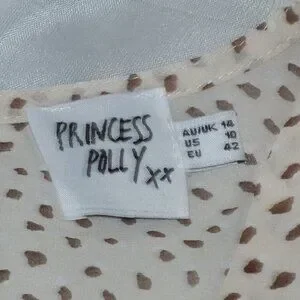 PRINCESS
POLLY xx
AU/UK 14
US 10
EU 42